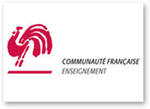 COMMUNAUTÉ FRANÇAISE
ENSEIGNEMENT